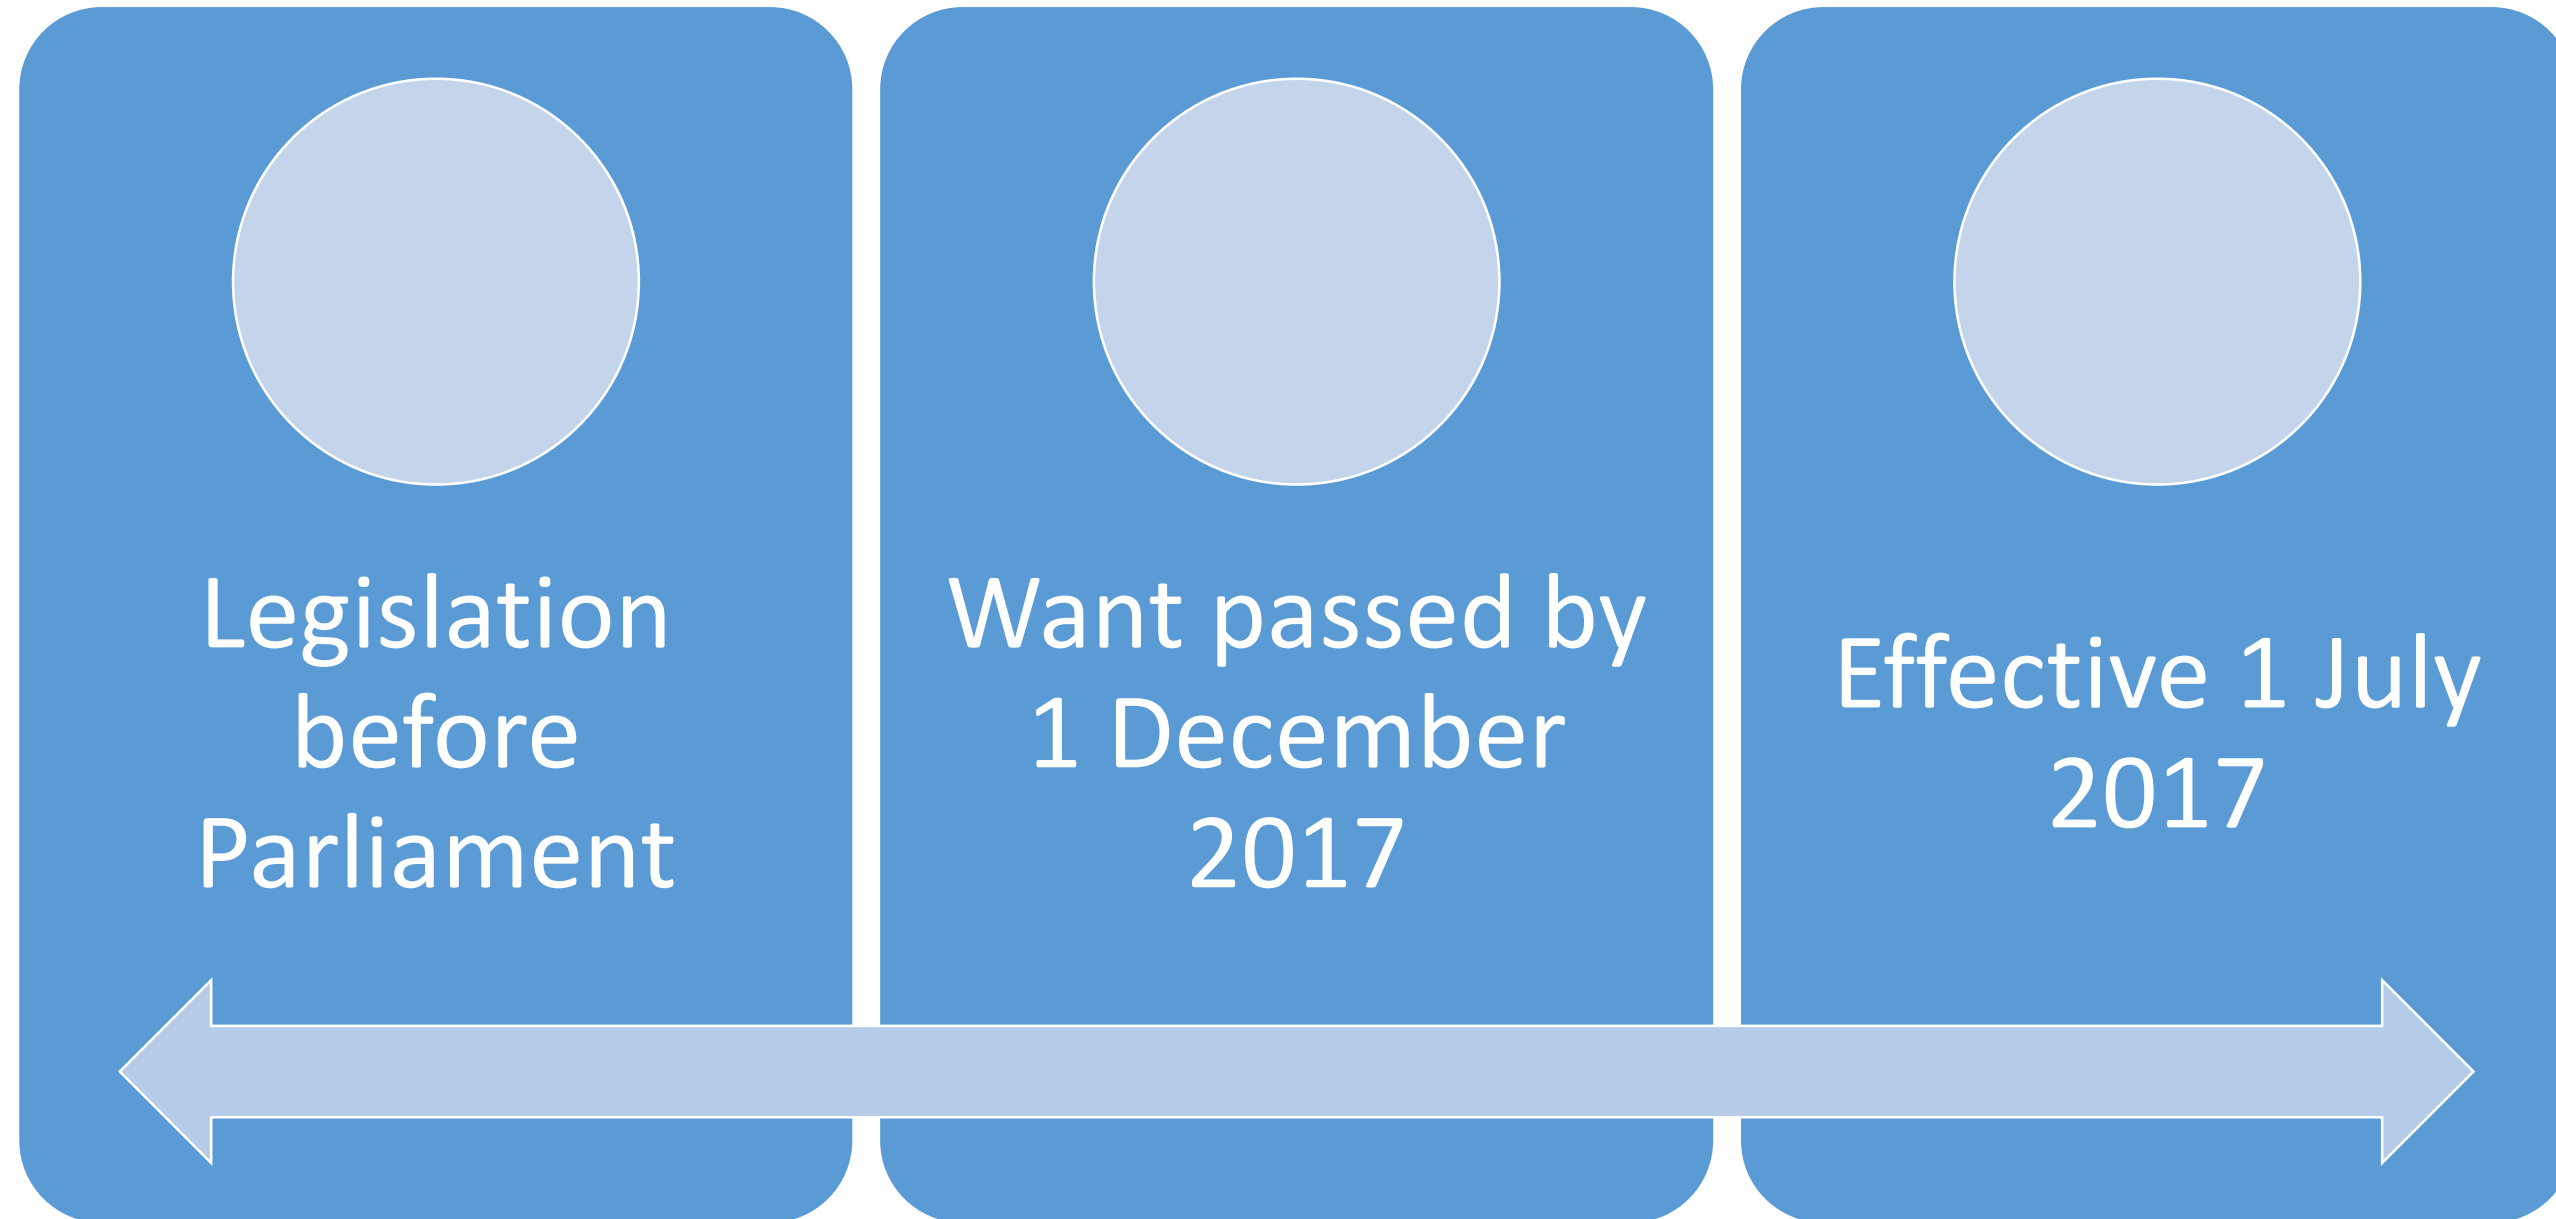 Legislation
before
Parliament
Want passed by
1 December
2017
Effective 1 July
2017